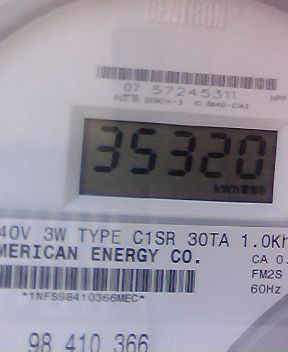 CENTRON®
07 57245311
35320
kWh
40V 3W TYPE C1SR 30TA 1.0Kh
MERICAN ENERGY CO.
CA 0.
FM2S
60Hz
*1NFS98410366MEC*
98 410 366